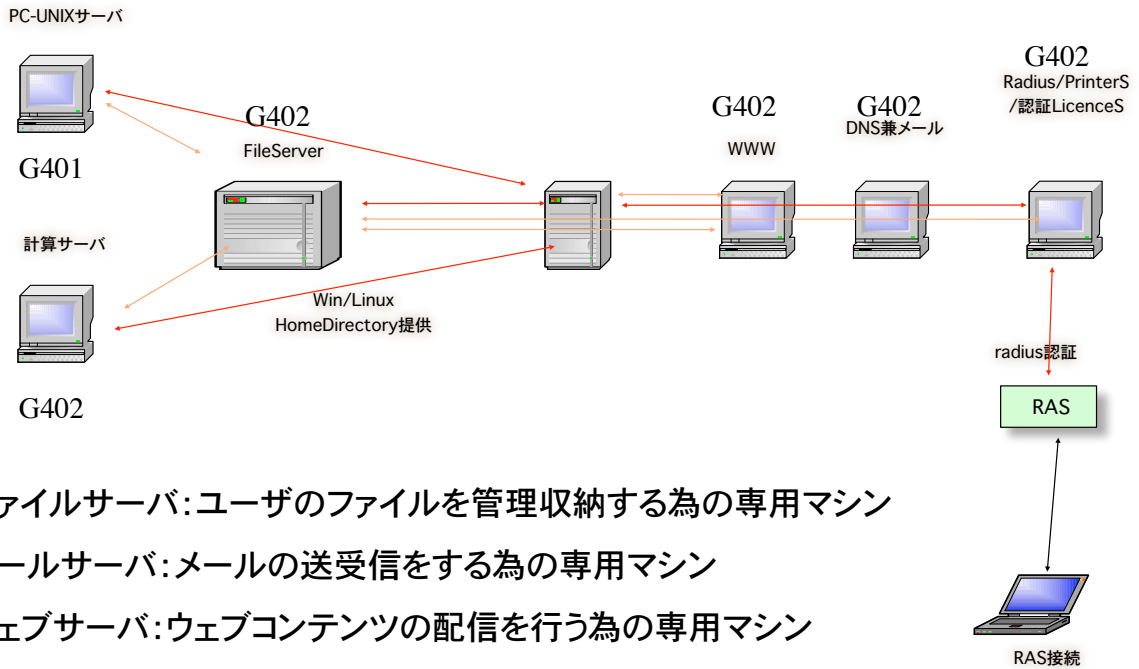 PC-UNIXサーバ
G401
計算サーバ
G402
G402
FileServer
Win/Linux
HomeDirectory提供
G402
WWW
G402
DNS兼メール
G402
Radius/PrinterS
/認証LicenceS
radius認証
RAS
RAS接続
ァイルサーバ:ユーザのファイルを管理収納する為の専用マシン
ールサーバ:メールの送受信をする為の専用マシン
ェブサーバ:ウェブコンテンツの配信を行う為の専用マシン